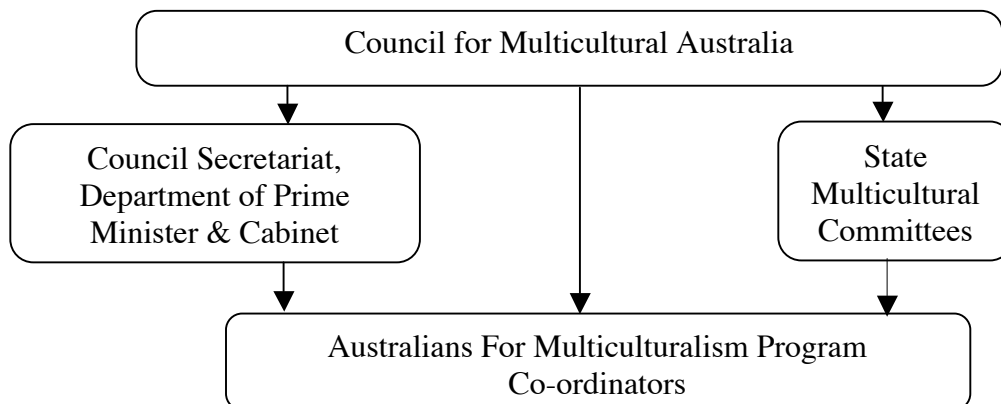 Council for Multicultural Australia
Council Secretariat,
Department of Prime
Minister & Cabinet
State
Multicultural
Committees
Australians For Multiculturalism Program
Co-ordinators